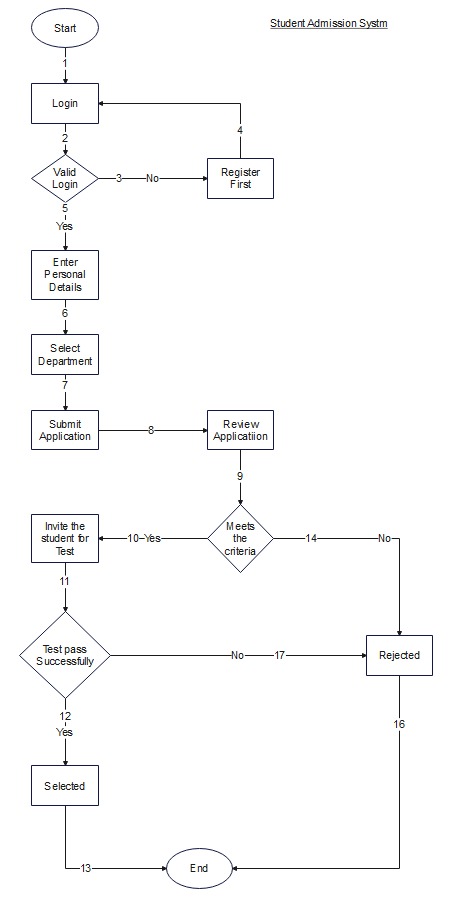 Start
Student Admission Systm
1
Login
2
4
Valid
Login
3 No
Register
First
5
Yes
Enter
Personal
Details
6
Select
Department
7
Submit
Application
8
Review
Applicatiion
9
Invite the
student for
Test
10 Yes
Meets
the
criteria
14 No
11
Test pass
Successfully
No 17
Rejected
12
Yes
16
Selected
13
End